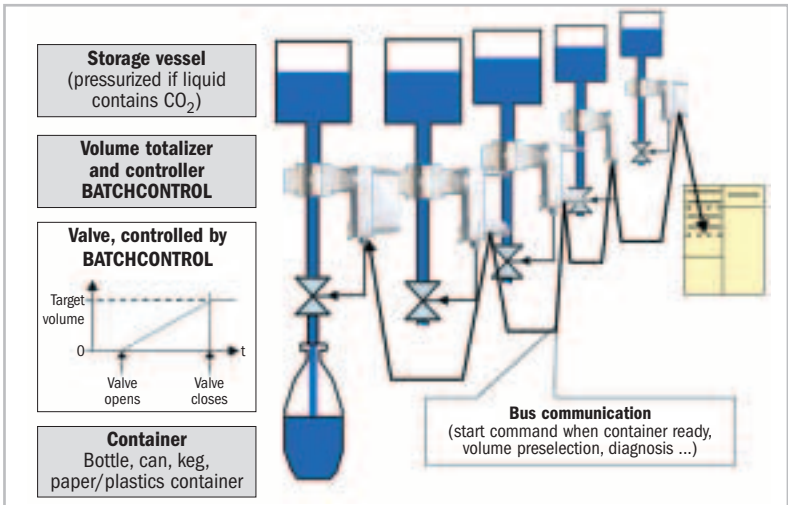 Storage vessel
(pressurized if liquid
contains CO₂)
Volume totalizer
and controller
BATCHCONTROL
Valve, controlled by
BATCHCONTROL
Target
volume
0
t
Valve
opens
Valve
closes
Container
Bottle, can, keg,
paper/plastics container
Bus communication
(start command when container ready,
volume preselection, diagnosis ...)